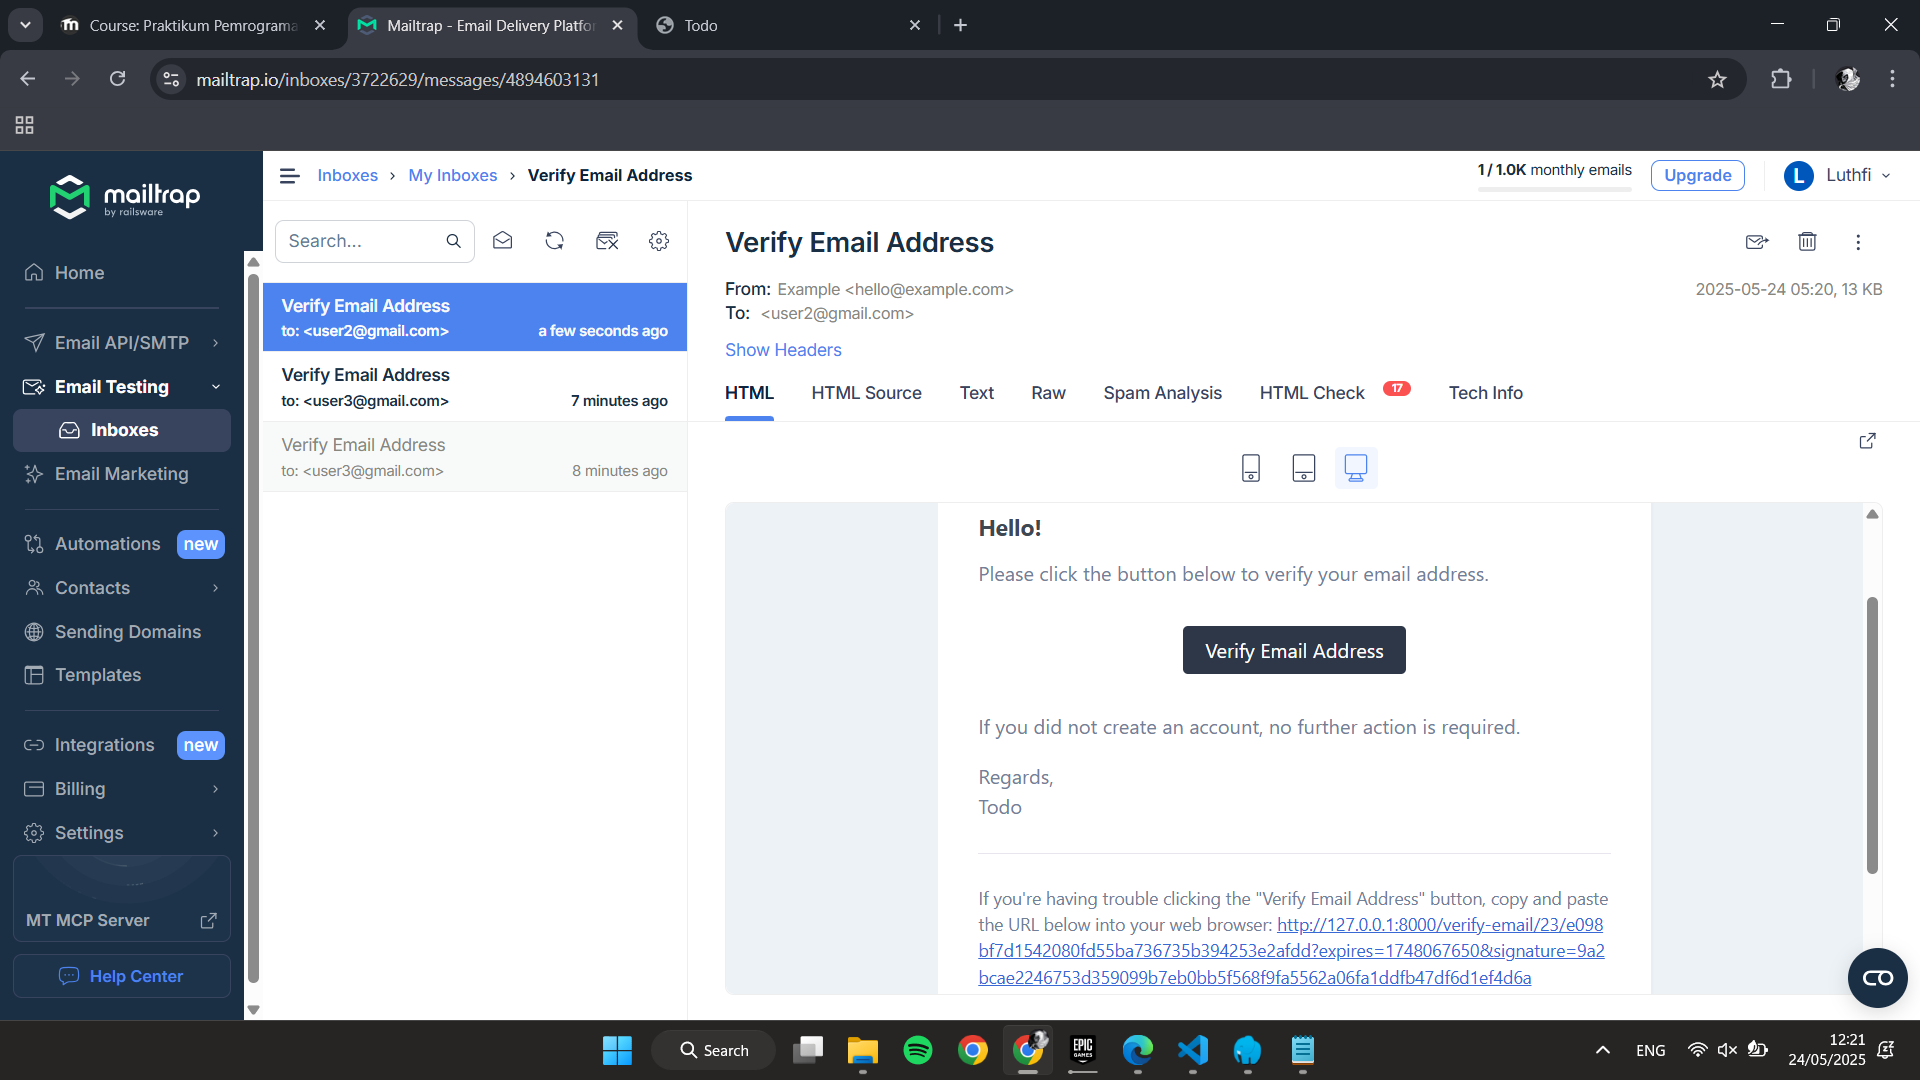 Course: Praktikum Pemrograma
Mailtrap - Email Delivery Platfo
Todo
mailtrap.io/inboxes/3722629/messages/4894603131
mailtrap
by railsware
Home
Email API/SMTP
Email Testing
Inboxes
Email Marketing
Automations new
Contacts
Sending Domains
Templates
Integrations new
Billing
Settings
MT MCP Server
Help Center
Inboxes › My Inboxes › Verify Email Address
1 / 1.0K monthly emails
Upgrade
L Luthfi
Search...
Verify Email Address
to: <user2@gmail.com> a few seconds ago
Verify Email Address
to: <user3@gmail.com> 7 minutes ago
Verify Email Address
to: <user3@gmail.com> 8 minutes ago
Verify Email Address
From: Example <hello@example.com>
2025-05-24 05:20, 13 KB
To: <user2@gmail.com>
Show Headers
HTML HTML Source Text Raw Spam Analysis HTML Check 17 Tech Info
Hello!
Please click the button below to verify your email address.
Verify Email Address
If you did not create an account, no further action is required.
Regards,
Todo
If you're having trouble clicking the "Verify Email Address" button, copy and paste
the URL below into your web browser: http://127.0.0.1:8000/verify-email/23/e098
bf7d1542080fd55ba736735b394253e2afdd?expires=1748067650&signature=9a2
bcae2246753d359099b7eb0bb5f568f9fa5562a06fa1ddfb47df6d1ef4d6a
Search
EPIC
GAMES
ENG
12:21
24/05/2025